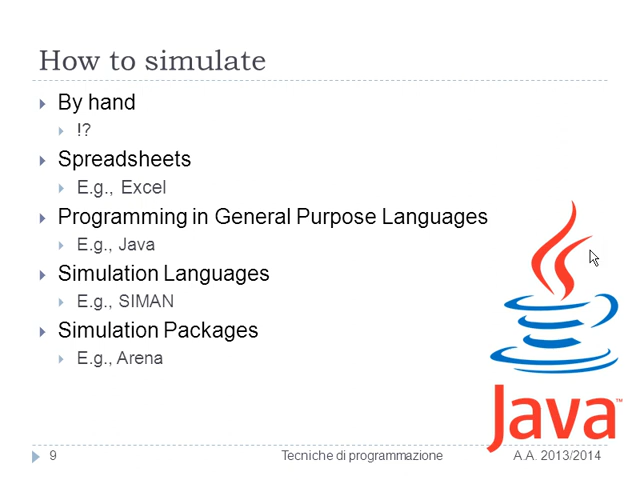 How to simulate
By hand
!?
Spreadsheets
E.g., Excel
Programming in General Purpose Languages
E.g., Java
Simulation Languages
E.g., SIMAN
Simulation Packages
E.g., Arena
Java™
9 Tecniche di programmazione A.A. 2013/2014